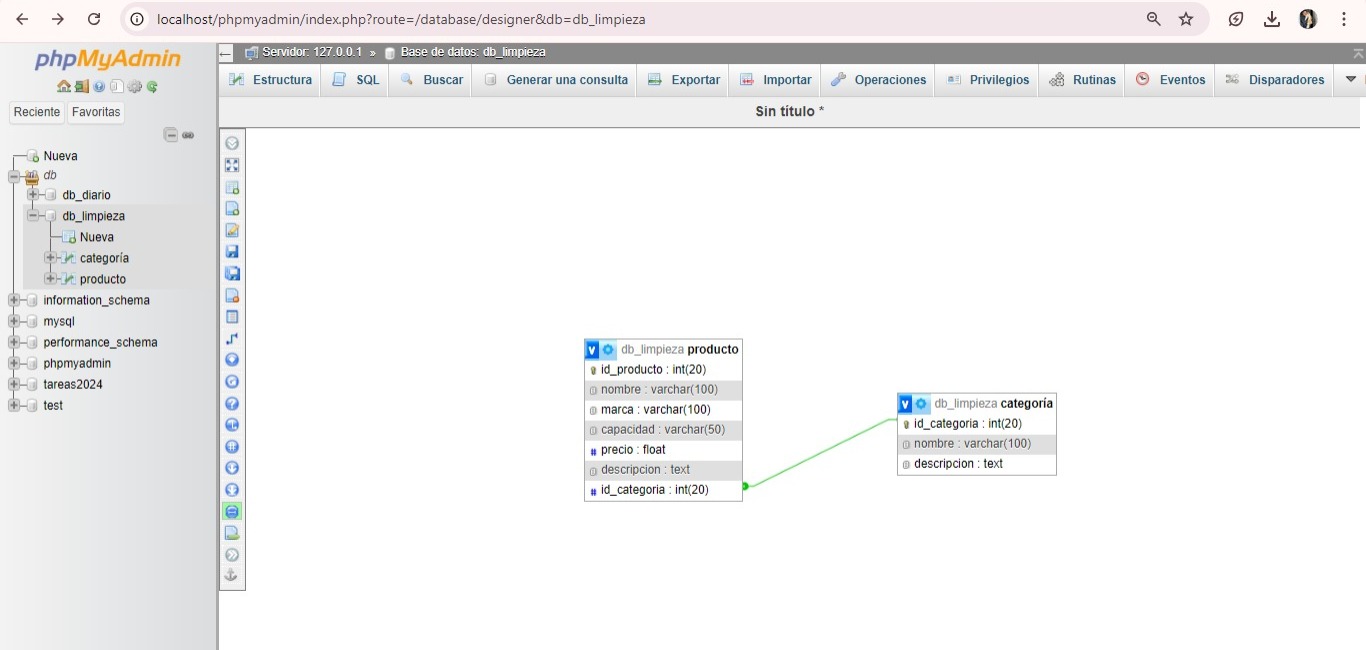 localhost/phpmyadmin/index.php?route=/database/designer&db=db_limpieza
phpMyAdmin
Reciente Favoritas
Nueva
db
db_diario
db_limpieza
Nueva
categoría
producto
information_schema
mysql
performance_schema
phpmyadmin
tareas2024
test
Servidor: 127.0.0.1 » Base de datos: db_limpieza
Estructura SQL Buscar Generar una consulta Exportar Importar Operaciones Privilegios Rutinas Eventos Disparadores
Sin título *
v db_limpieza producto
id_producto : int(20)
nombre : varchar(100)
marca : varchar(100)
capacidad : varchar(50)
# precio : float
descripcion : text
# id_categoria : int(20)
v db_limpieza categoría
id_categoria : int(20)
nombre : varchar(100)
descripcion : text